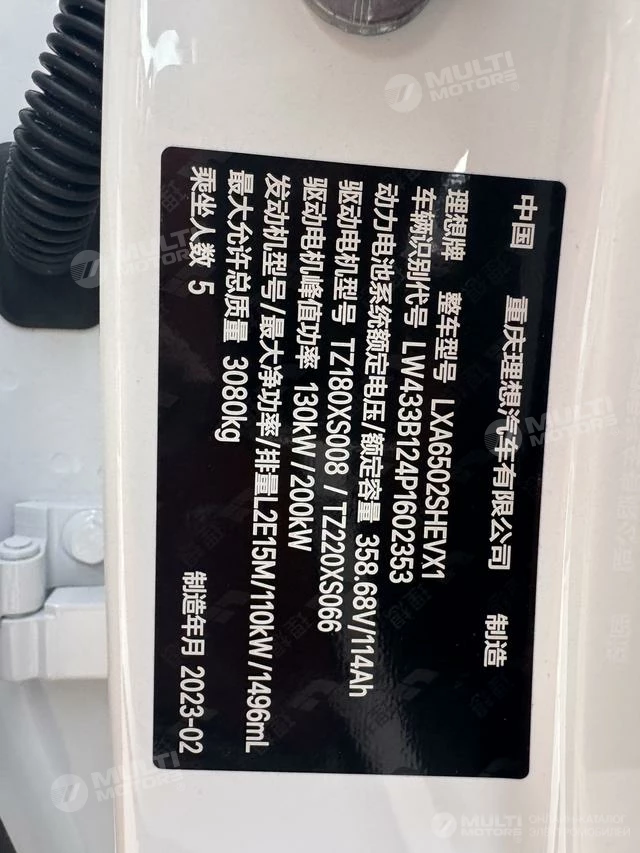 中国 重庆理想汽车有限公司 制造
理想牌 整车型号 LXA6502SHEVX1
车辆识别代号 LW433B124P1602353
动力电池系统额定电压/额定容量 358.68V/114Ah
驱动电机型号 TZ180XS008 / TZ220XS066
驱动电机峰值功率 130kW / 200kW
发动机型号/最大净功率/排量L2E15M/110kW/1496mL
最大允许总质量 3080kg
乘坐人数 5 制造年月 2023-02
MULTI MOTORS
MULTI MOTORS
MULTI MOTORS
MULTI MOTORS